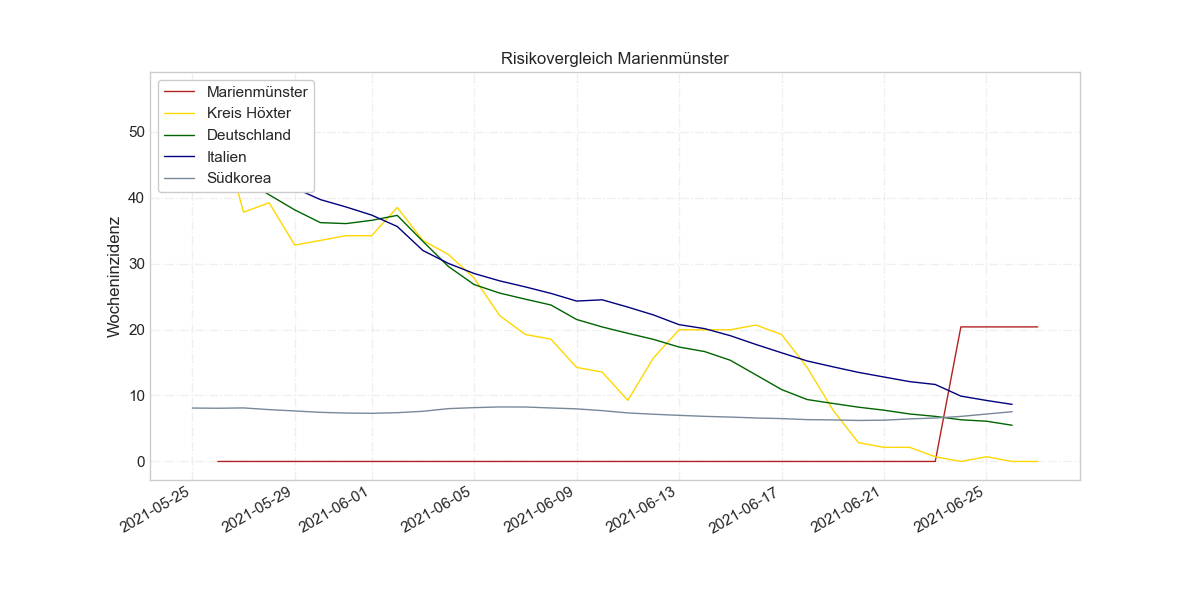 Risikovergleich Marienmünster
Marienmünster
Kreis Höxter
Deutschland
Italien
Südkorea
Wocheninzidenz
50
40
30
20
10
0
2021-05-25
2021-05-29
2021-06-01
2021-06-05
2021-06-09
2021-06-13
2021-06-17
2021-06-21
2021-06-25